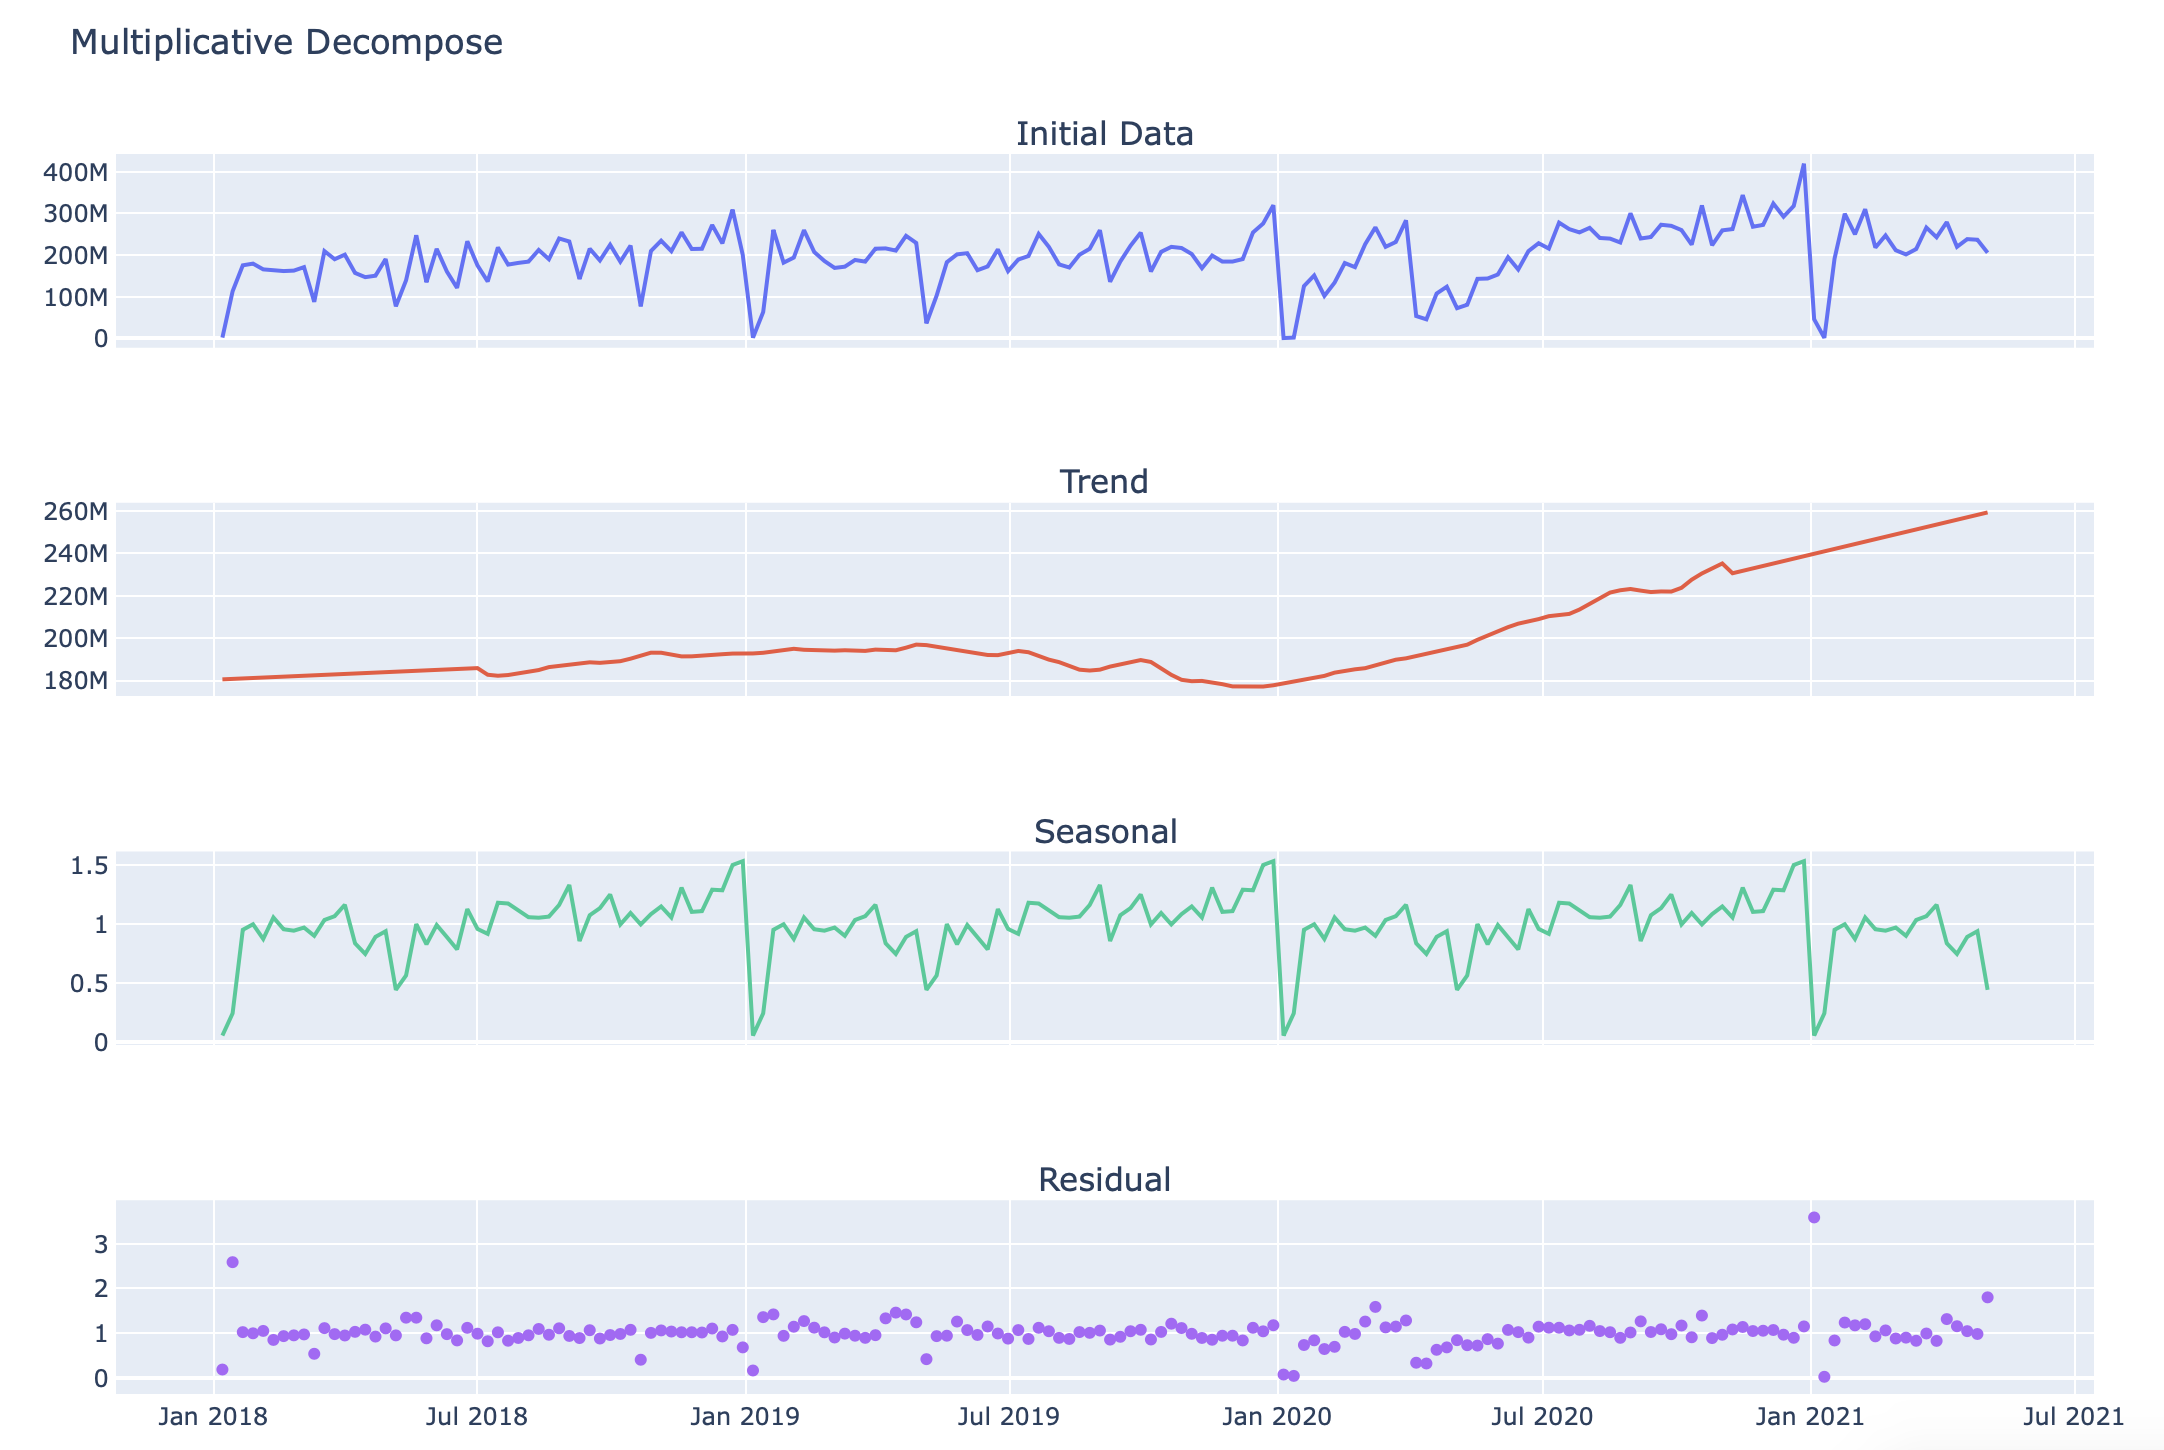 Multiplicative Decompose
Initial Data
400M
300M
200M
100M
0
Trend
260M
240M
220M
200M
180M
Seasonal
1.5
1
0.5
0
Residual
3
2
1
0
Jan 2018 Jul 2018 Jan 2019 Jul 2019 Jan 2020 Jul 2020 Jan 2021 Jul 2021